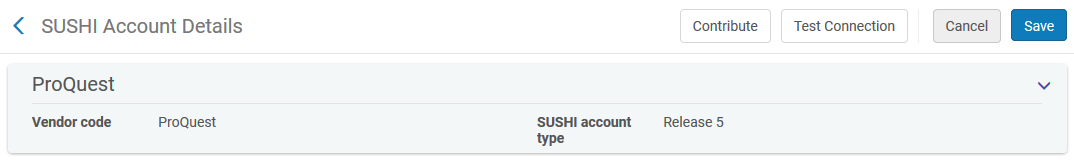 SUSHI Account Details
Contribute
Test Connection
Cancel
Save
ProQuest
Vendor code
ProQuest
SUSHI account
type
Release 5